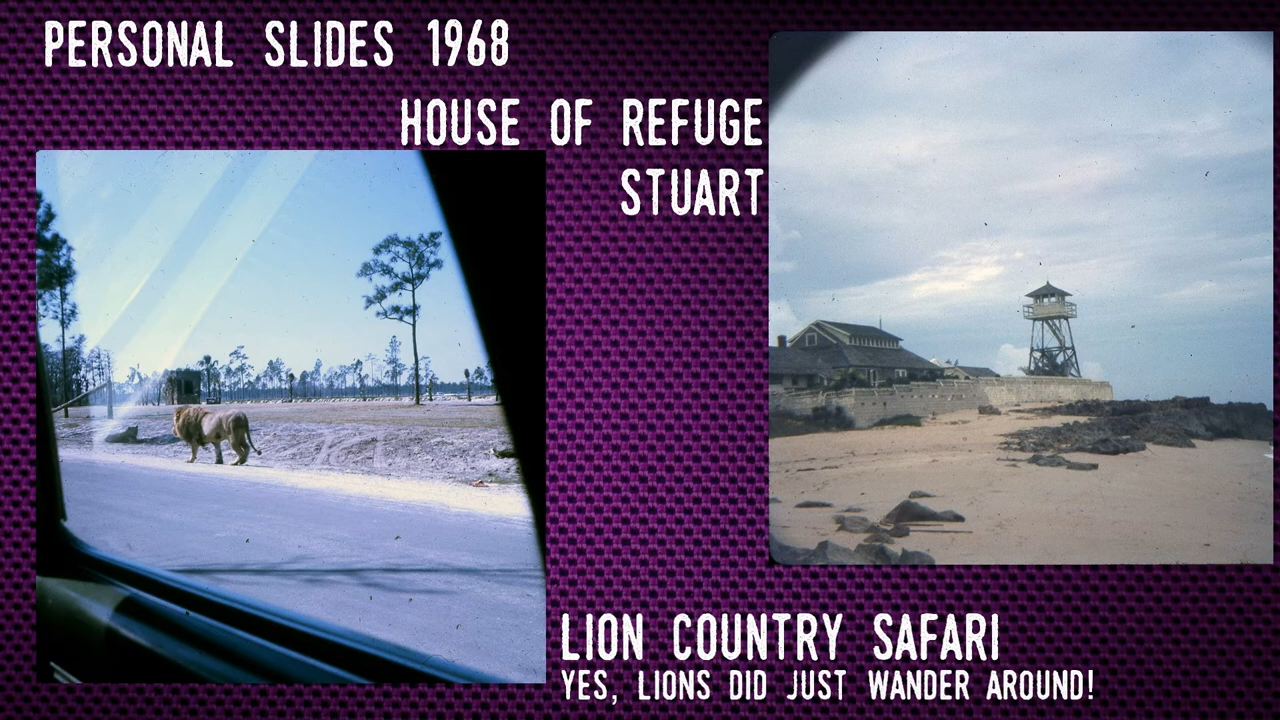 PERSONAL SLIDES 1968
HOUSE OF REFUGE
STUART
LION COUNTRY SAFARI
YES, LIONS DID JUST WANDER AROUND!